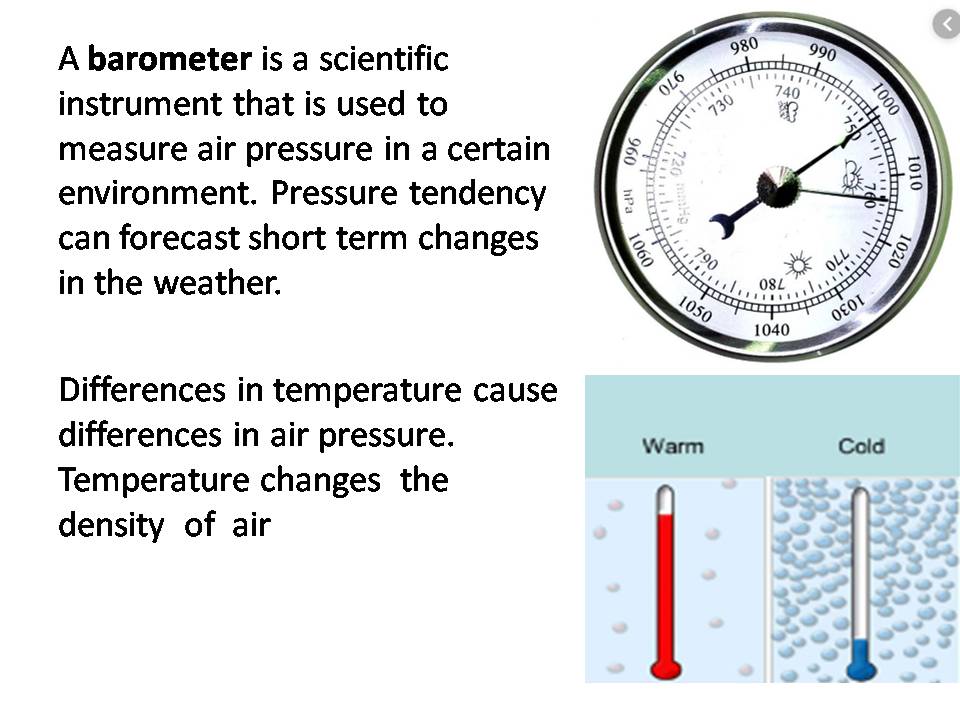 A barometer is a scientific
instrument that is used to
measure air pressure in a certain
environment. Pressure tendency
can forecast short term changes
in the weather.
Differences in temperature cause
differences in air pressure.
Temperature changes  the
density  of  air
960
970
980
990
1000
1010
1020
1030
1040
1050
1060
hPa
720 mmHg
730
740
750
760
770
780
790
Warm
Cold